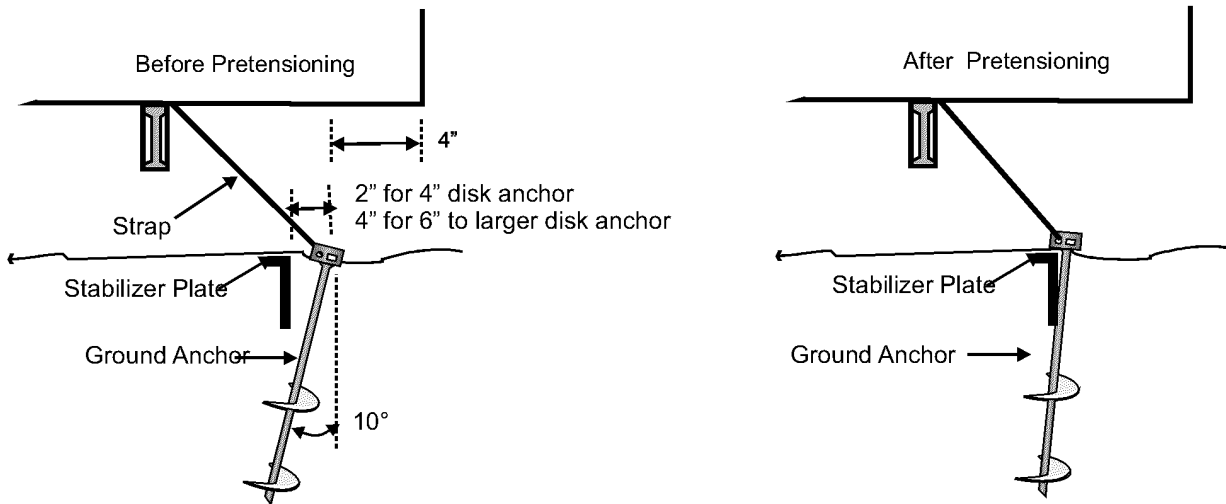 Before Pretensioning
4”
2” for 4” disk anchor
4” for 6” to larger disk anchor
Strap
Stabilizer Plate
Ground Anchor
10°
After Pretensioning
Stabilizer Plate
Ground Anchor